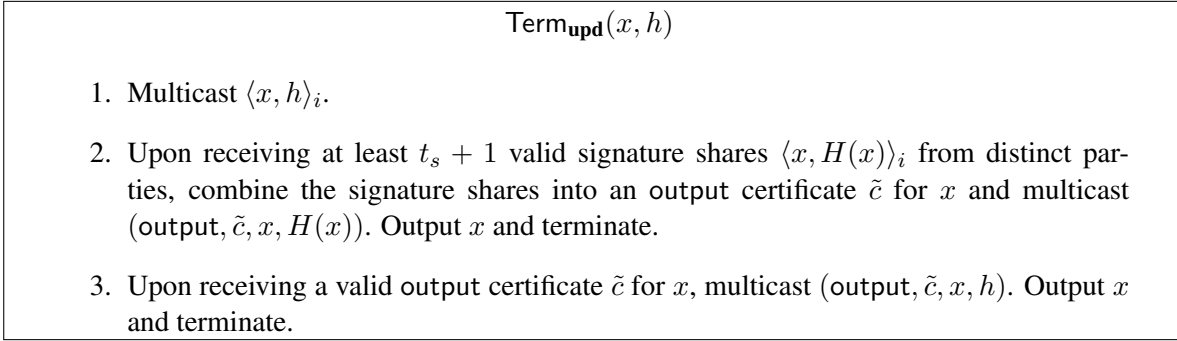 Term_upd(x, h)
1. Multicast ⟨x, h⟩_i.
2. Upon receiving at least t_s + 1 valid signature shares ⟨x, H(x)⟩_i from distinct par-
ties, combine the signature shares into an output certificate c̃ for x and multicast
(output, c̃, x, H(x)). Output x and terminate.
3. Upon receiving a valid output certificate c̃ for x, multicast (output, c̃, x, h). Output x
and terminate.